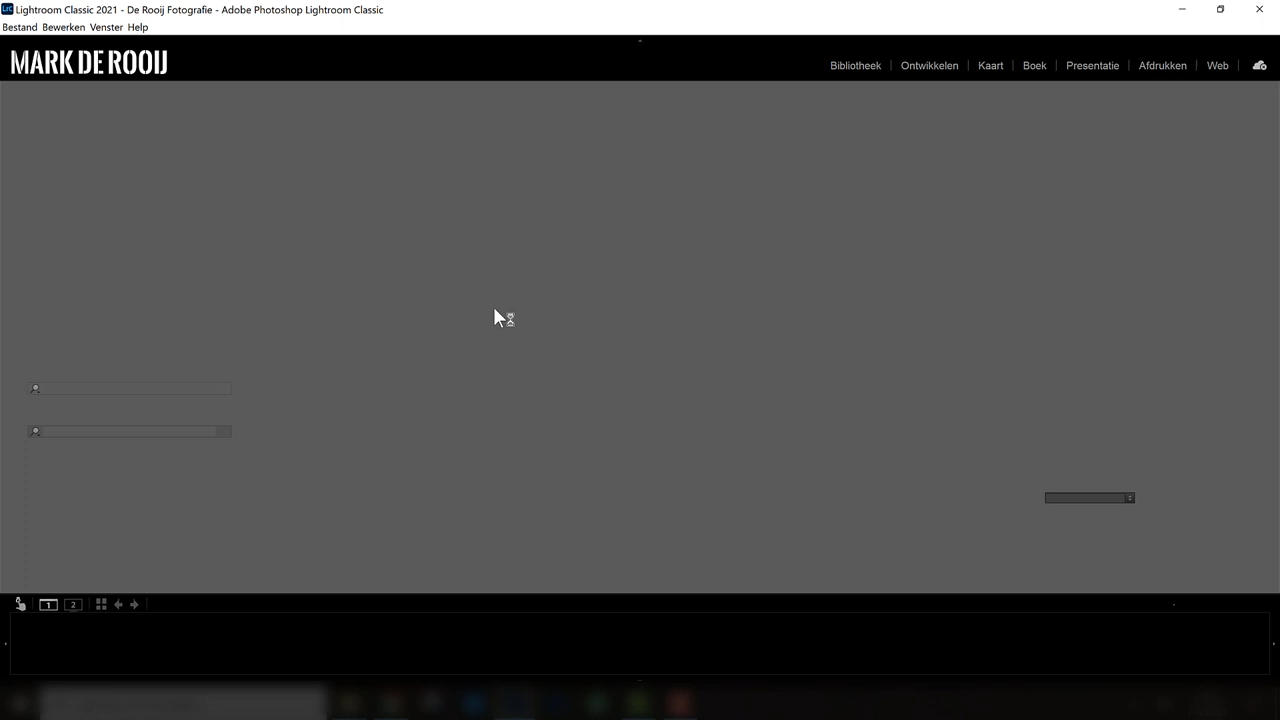 Lightroom Classic 2021 - De Rooij Fotografie - Adobe Photoshop Lightroom Classic
Bestand Bewerken Venster Help
MARK DE ROOIJ
Bibliotheek | Ontwikkelen | Kaart | Boek | Presentatie | Afdrukken | Web
1 2